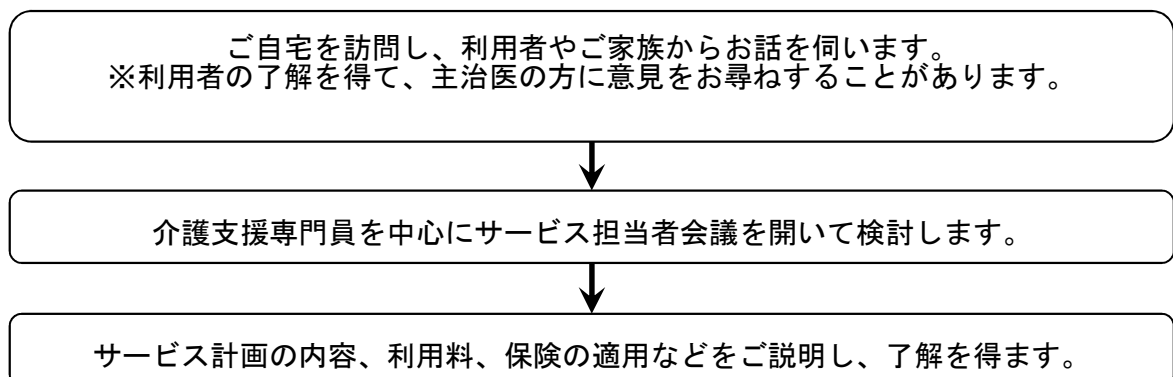 ご自宅を訪問し、利用者やご家族からお話を伺います。
※利用者の了解を得て、主治医の方に意見をお尋ねすることがあります。
介護支援専門員を中心にサービス担当者会議を開いて検討します。
サービス計画の内容、利用料、保険の適用などをご説明し、了解を得ます。